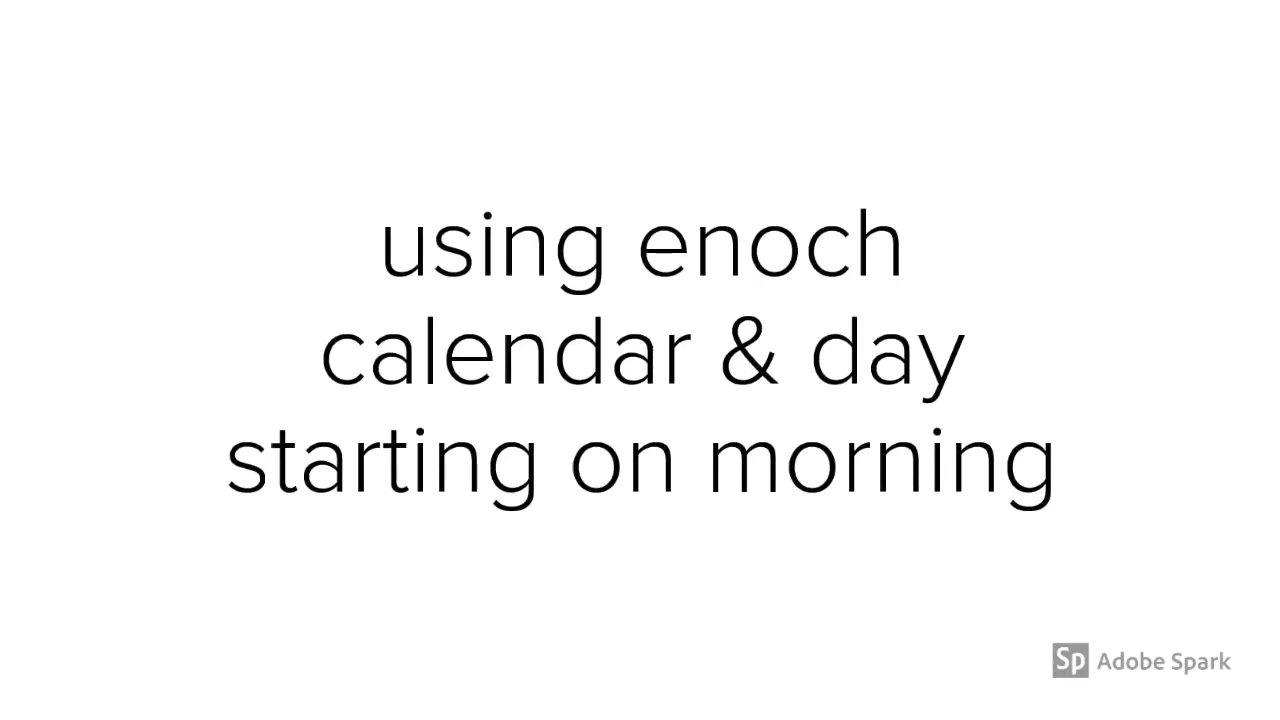 using enoch
calendar & day
starting on morning
Sp Adobe Spark